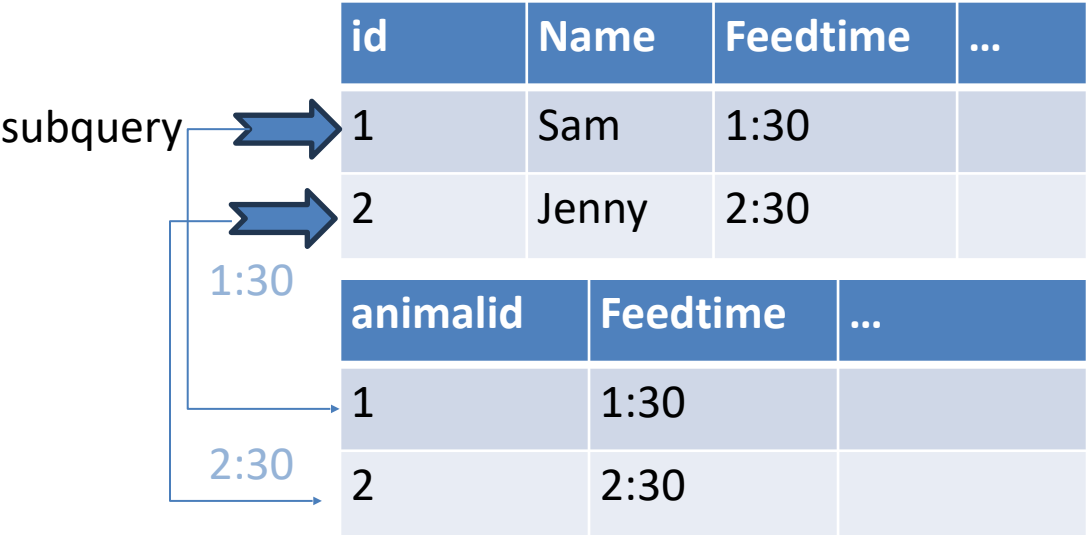 id Name Feedtime ...
subquery 1 Sam 1:30
2 Jenny 2:30
1:30
animalid Feedtime ...
1 1:30
2:30
2 2:30